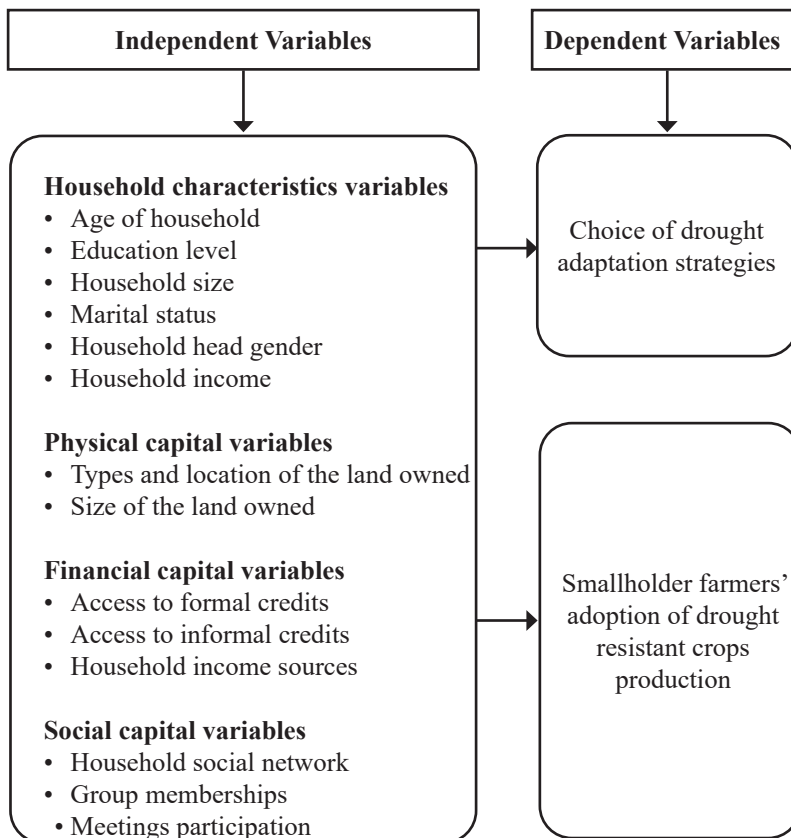 Independent Variables
Dependent Variables
Household characteristics variables
• Age of household
• Education level
• Household size
• Marital status
• Household head gender
• Household income
Physical capital variables
• Types and location of the land owned
• Size of the land owned
Financial capital variables
• Access to formal credits
• Access to informal credits
• Household income sources
Social capital variables
• Household social network
• Group memberships
• Meetings participation
Choice of drought
adaptation strategies
Smallholder farmers’
adoption of drought
resistant crops
production